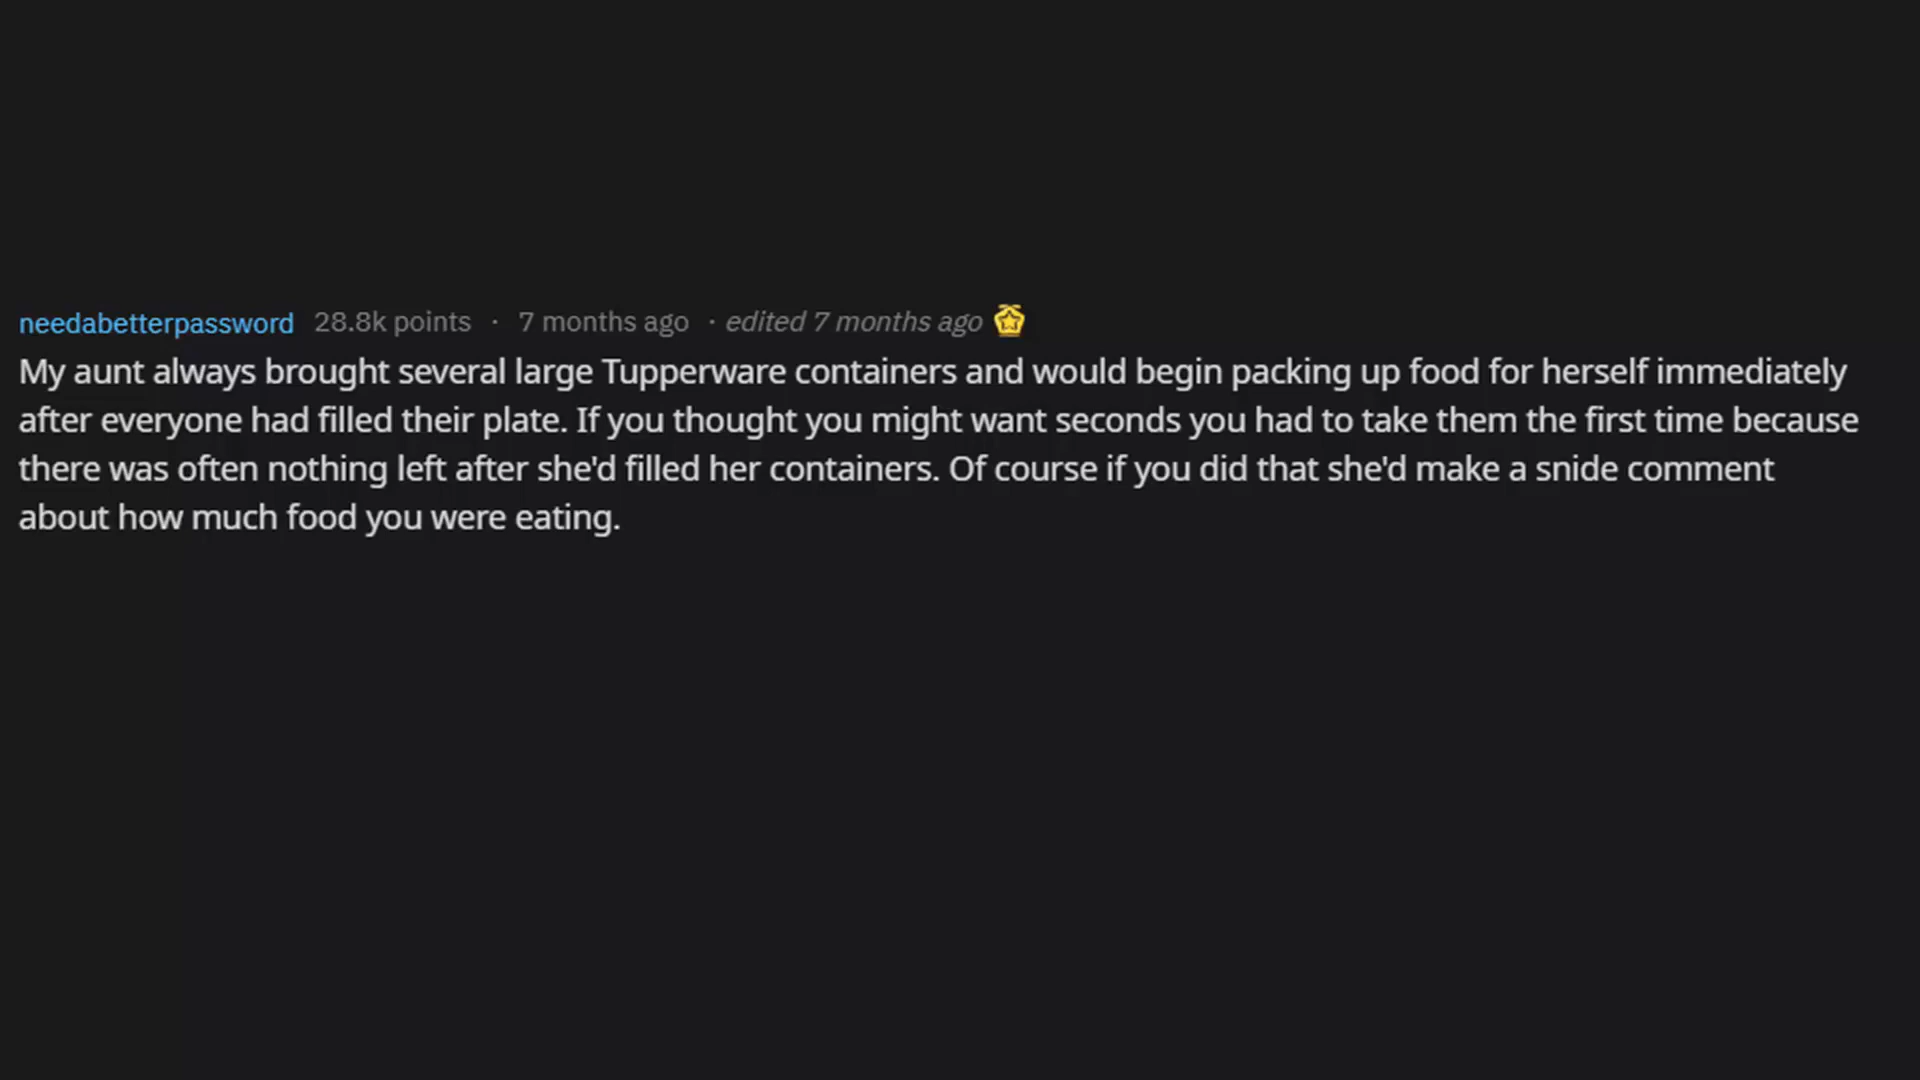 needabetterpassword 28.8k points · 7 months ago · edited 7 months ago
My aunt always brought several large Tupperware containers and would begin packing up food for herself immediately
after everyone had filled their plate. If you thought you might want seconds you had to take them the first time because
there was often nothing left after she'd filled her containers. Of course if you did that she'd make a snide comment
about how much food you were eating.